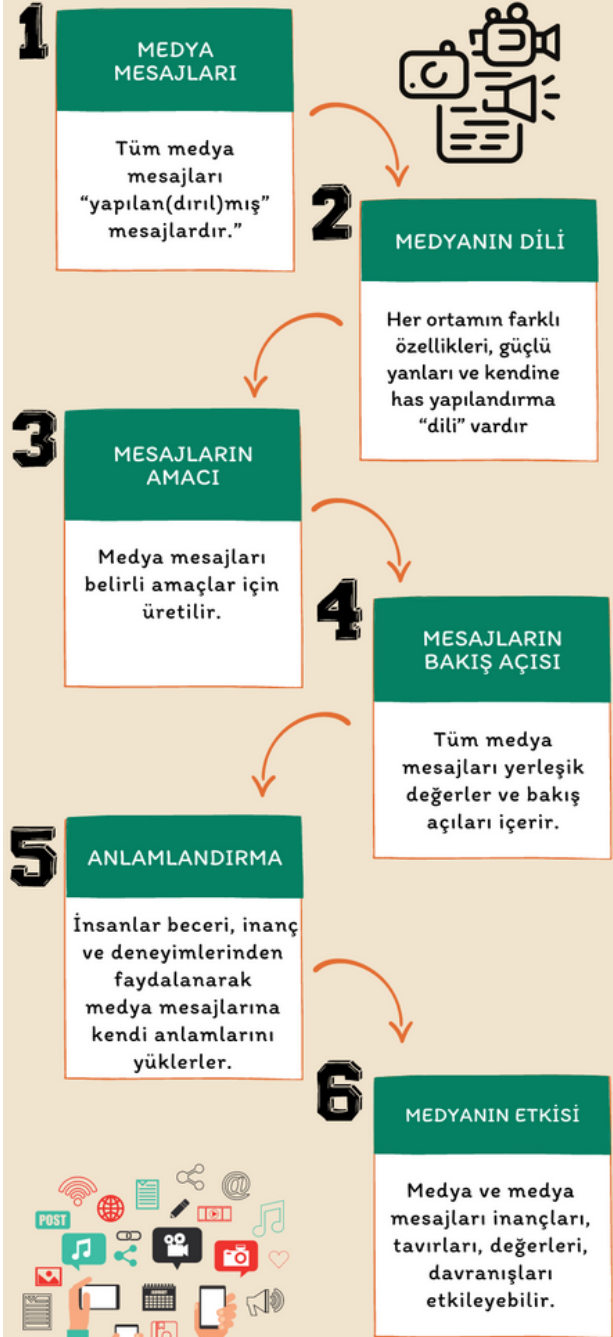 1
MEDYA
MESAJLARI
Tüm medya
mesajları
“yapılan(dırıl)mış”
mesajlardır.”
2
MEDYANIN DİLİ
Her ortamın farklı
özellikleri, güçlü
yanları ve kendine
has yapılandırma
“dili” vardır
3
MESAJLARIN
AMACI
Medya mesajları
belirli amaçlar için
üretilir.
4
MESAJLARIN
BAKIŞ AÇISI
Tüm medya
mesajları yerleşik
değerler ve bakış
açıları içerir.
5
ANLAMLANDIRMA
İnsanlar beceri, inanç
ve deneyimlerinden
faydalanarak
medya mesajlarına
kendi anlamlarını
yüklerler.
6
MEDYANIN ETKİSİ
Medya ve medya
mesajları inançları,
tavırları, değerleri,
davranışları
etkileyebilir.
@
POST